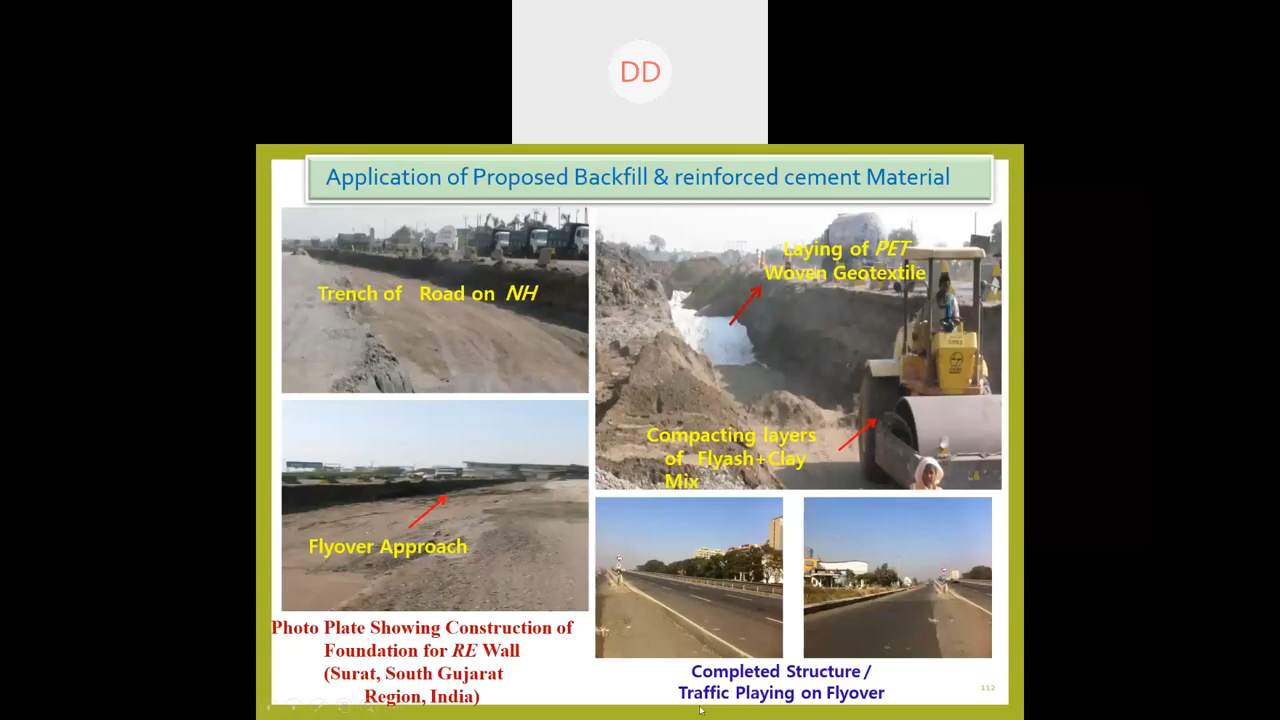 DD
Application of Proposed Backfill & reinforced cement Material
Trench of Road on NH
Laying of PET
Woven Geotextile
Compacting layers
of Flyash+Clay
Mix
Flyover Approach
Photo Plate Showing Construction of
Foundation for RE Wall
(Surat, South Gujarat
Region, India)
Completed Structure /
Traffic Playing on Flyover
112